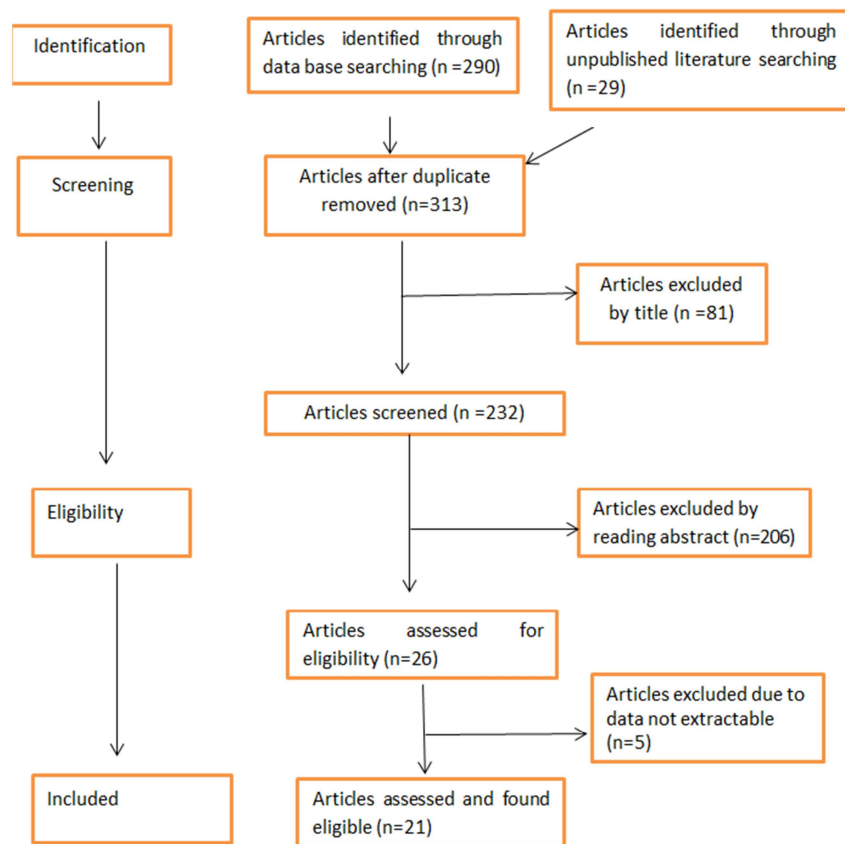 Identification
Articles identified through
data base searching (n =290)
Articles identified through
unpublished literature searching
(n =29)
Screening
Articles after duplicate
removed (n=313)
Articles excluded
by title (n =81)
Articles screened (n =232)
Eligibility
Articles excluded by
reading abstract (n=206)
Articles assessed for
eligibility (n=26)
Articles excluded due to
data not extractable
(n=5)
Included
Articles assessed and found
eligible (n=21)